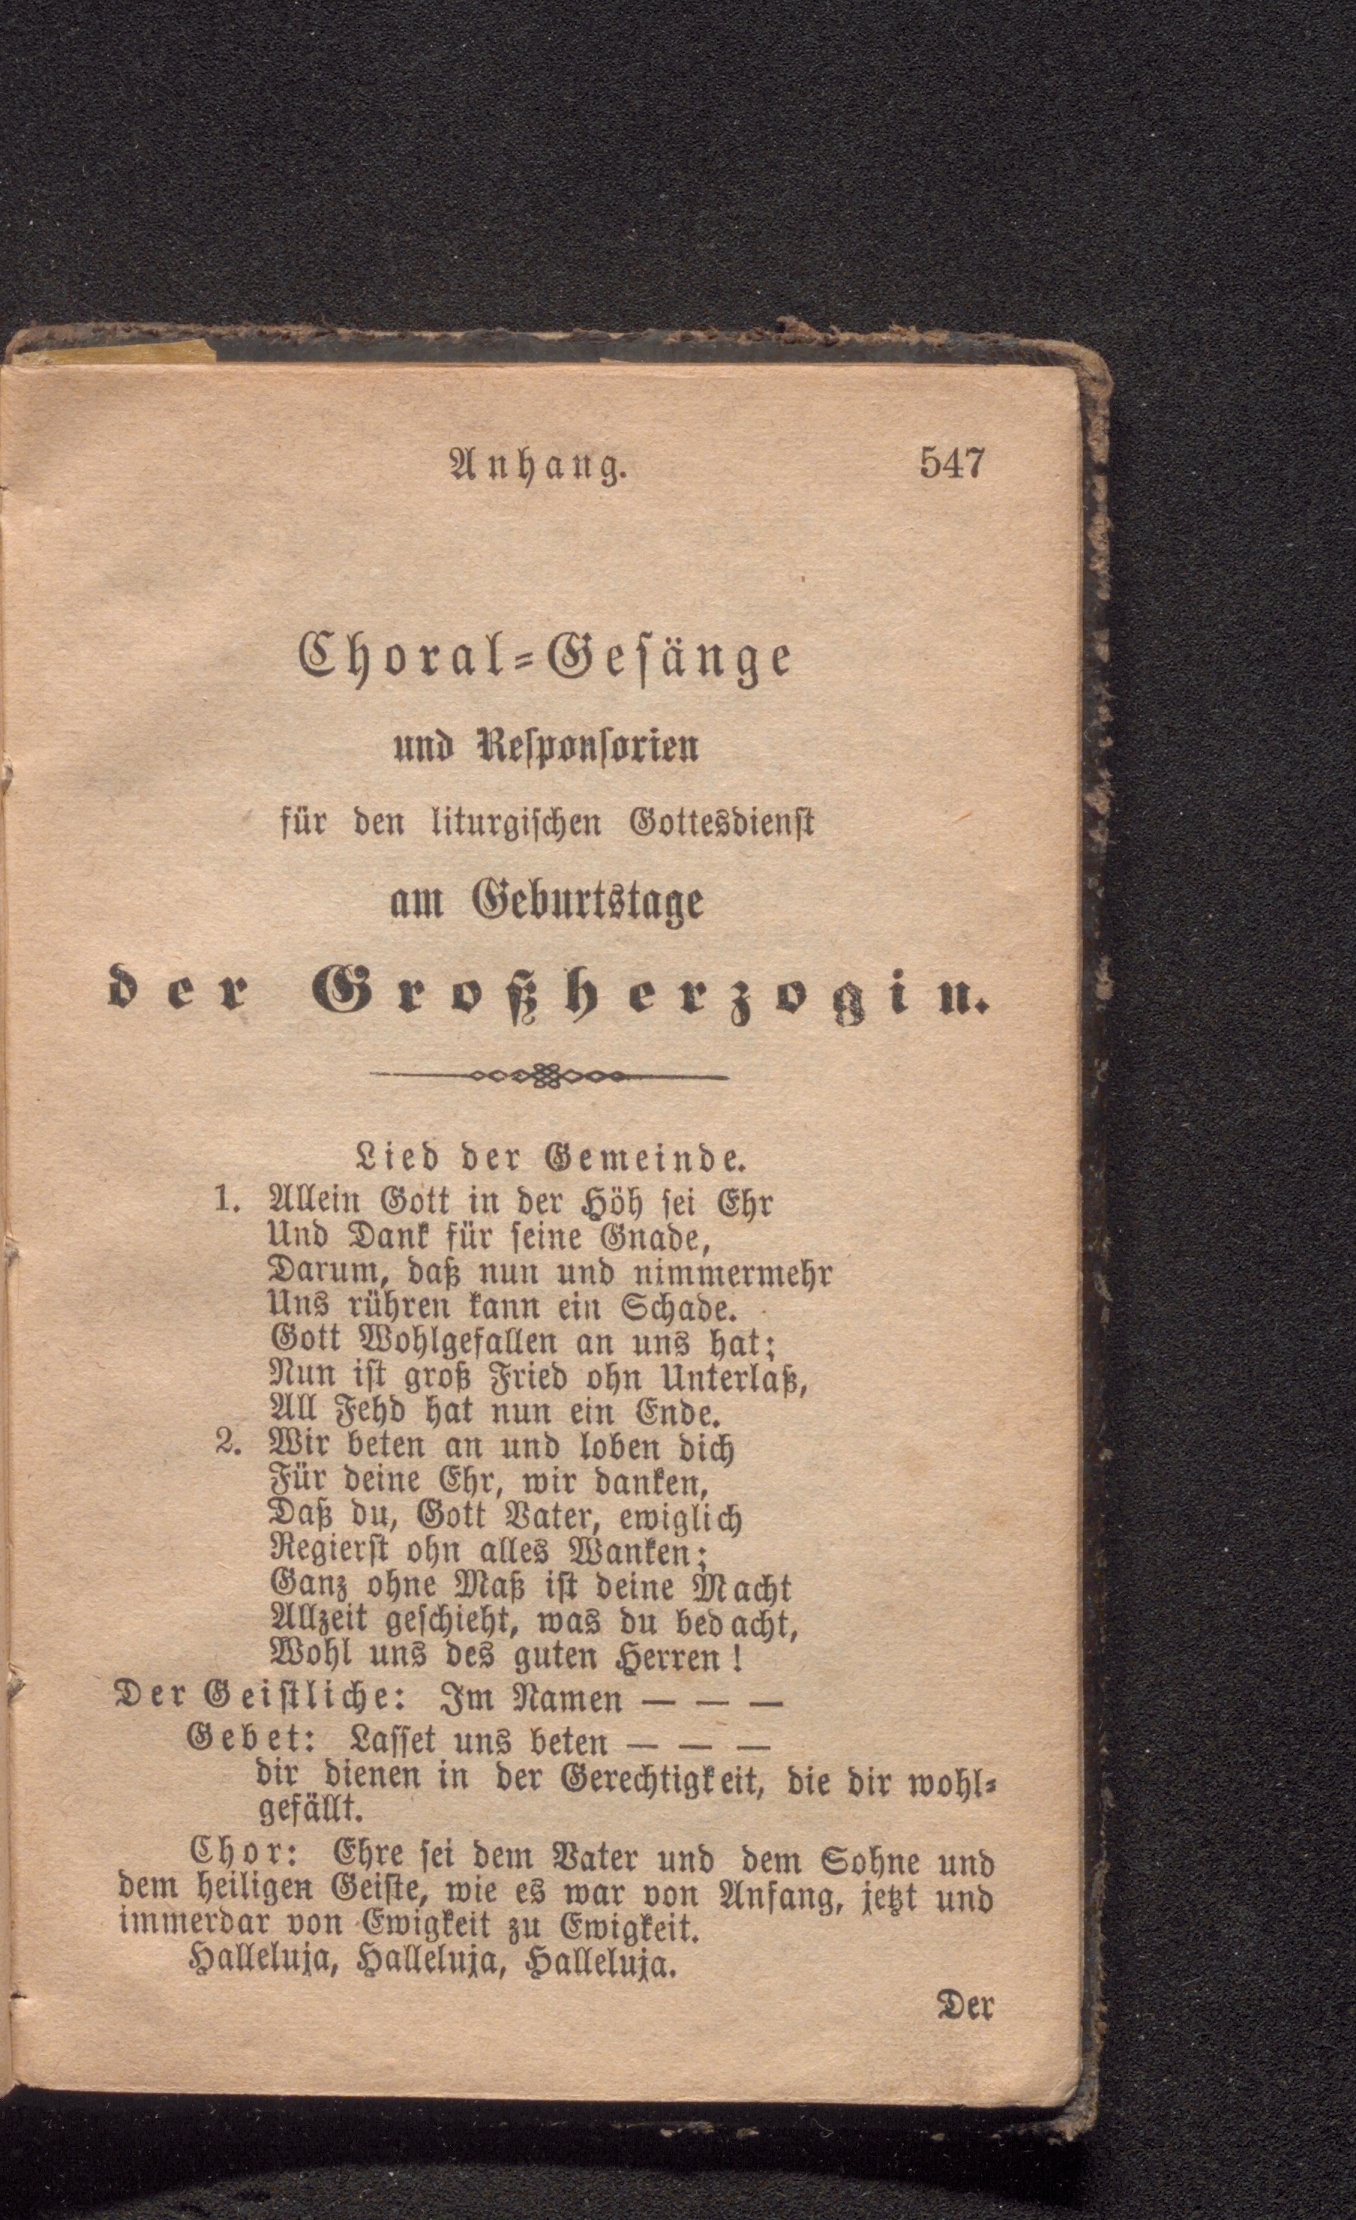 Anhang. 547
Choral-Gesänge
und Responsorien
für den liturgischen Gottesdienst
am Geburtstage
der Großherzogin.
Lied der Gemeinde.
1. Allein Gott in der Höh sei Ehr
Und Dank für seine Gnade,
Darum, daß nun und nimmermehr
Uns rühren kann ein Schade.
Gott Wohlgefallen an uns hat;
Nun ist groß Fried ohn Unterlaß,
All Fehd hat nun ein Ende.
2. Wir beten an und loben dich
Für deine Ehr, wir danken,
Daß du, Gott Vater, ewiglich
Regierst ohn alles Wanken;
Ganz ohne Maß ist deine Macht
Allzeit geschieht, was du bedacht,
Wohl uns des guten Herren!
Der Geistliche: Im Namen — — —
Gebet: Lasset uns beten — — —
dir dienen in der Gerechtigkeit, die dir wohl-
gefällt.
Chor: Ehre sei dem Vater und dem Sohne und
dem heiligen Geiste, wie es war von Anfang, jetzt und
immerdar von Ewigkeit zu Ewigkeit.
Halleluja, Halleluja, Halleluja.
Der